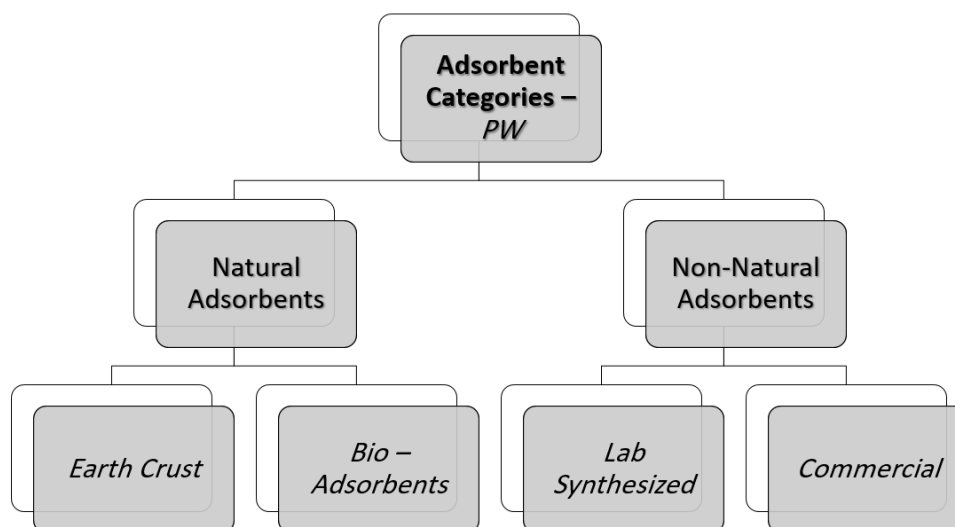 Adsorbent
Categories –
PW
Natural
Adsorbents
Non-Natural
Adsorbents
Earth Crust
Bio –
Adsorbents
Lab
Synthesized
Commercial